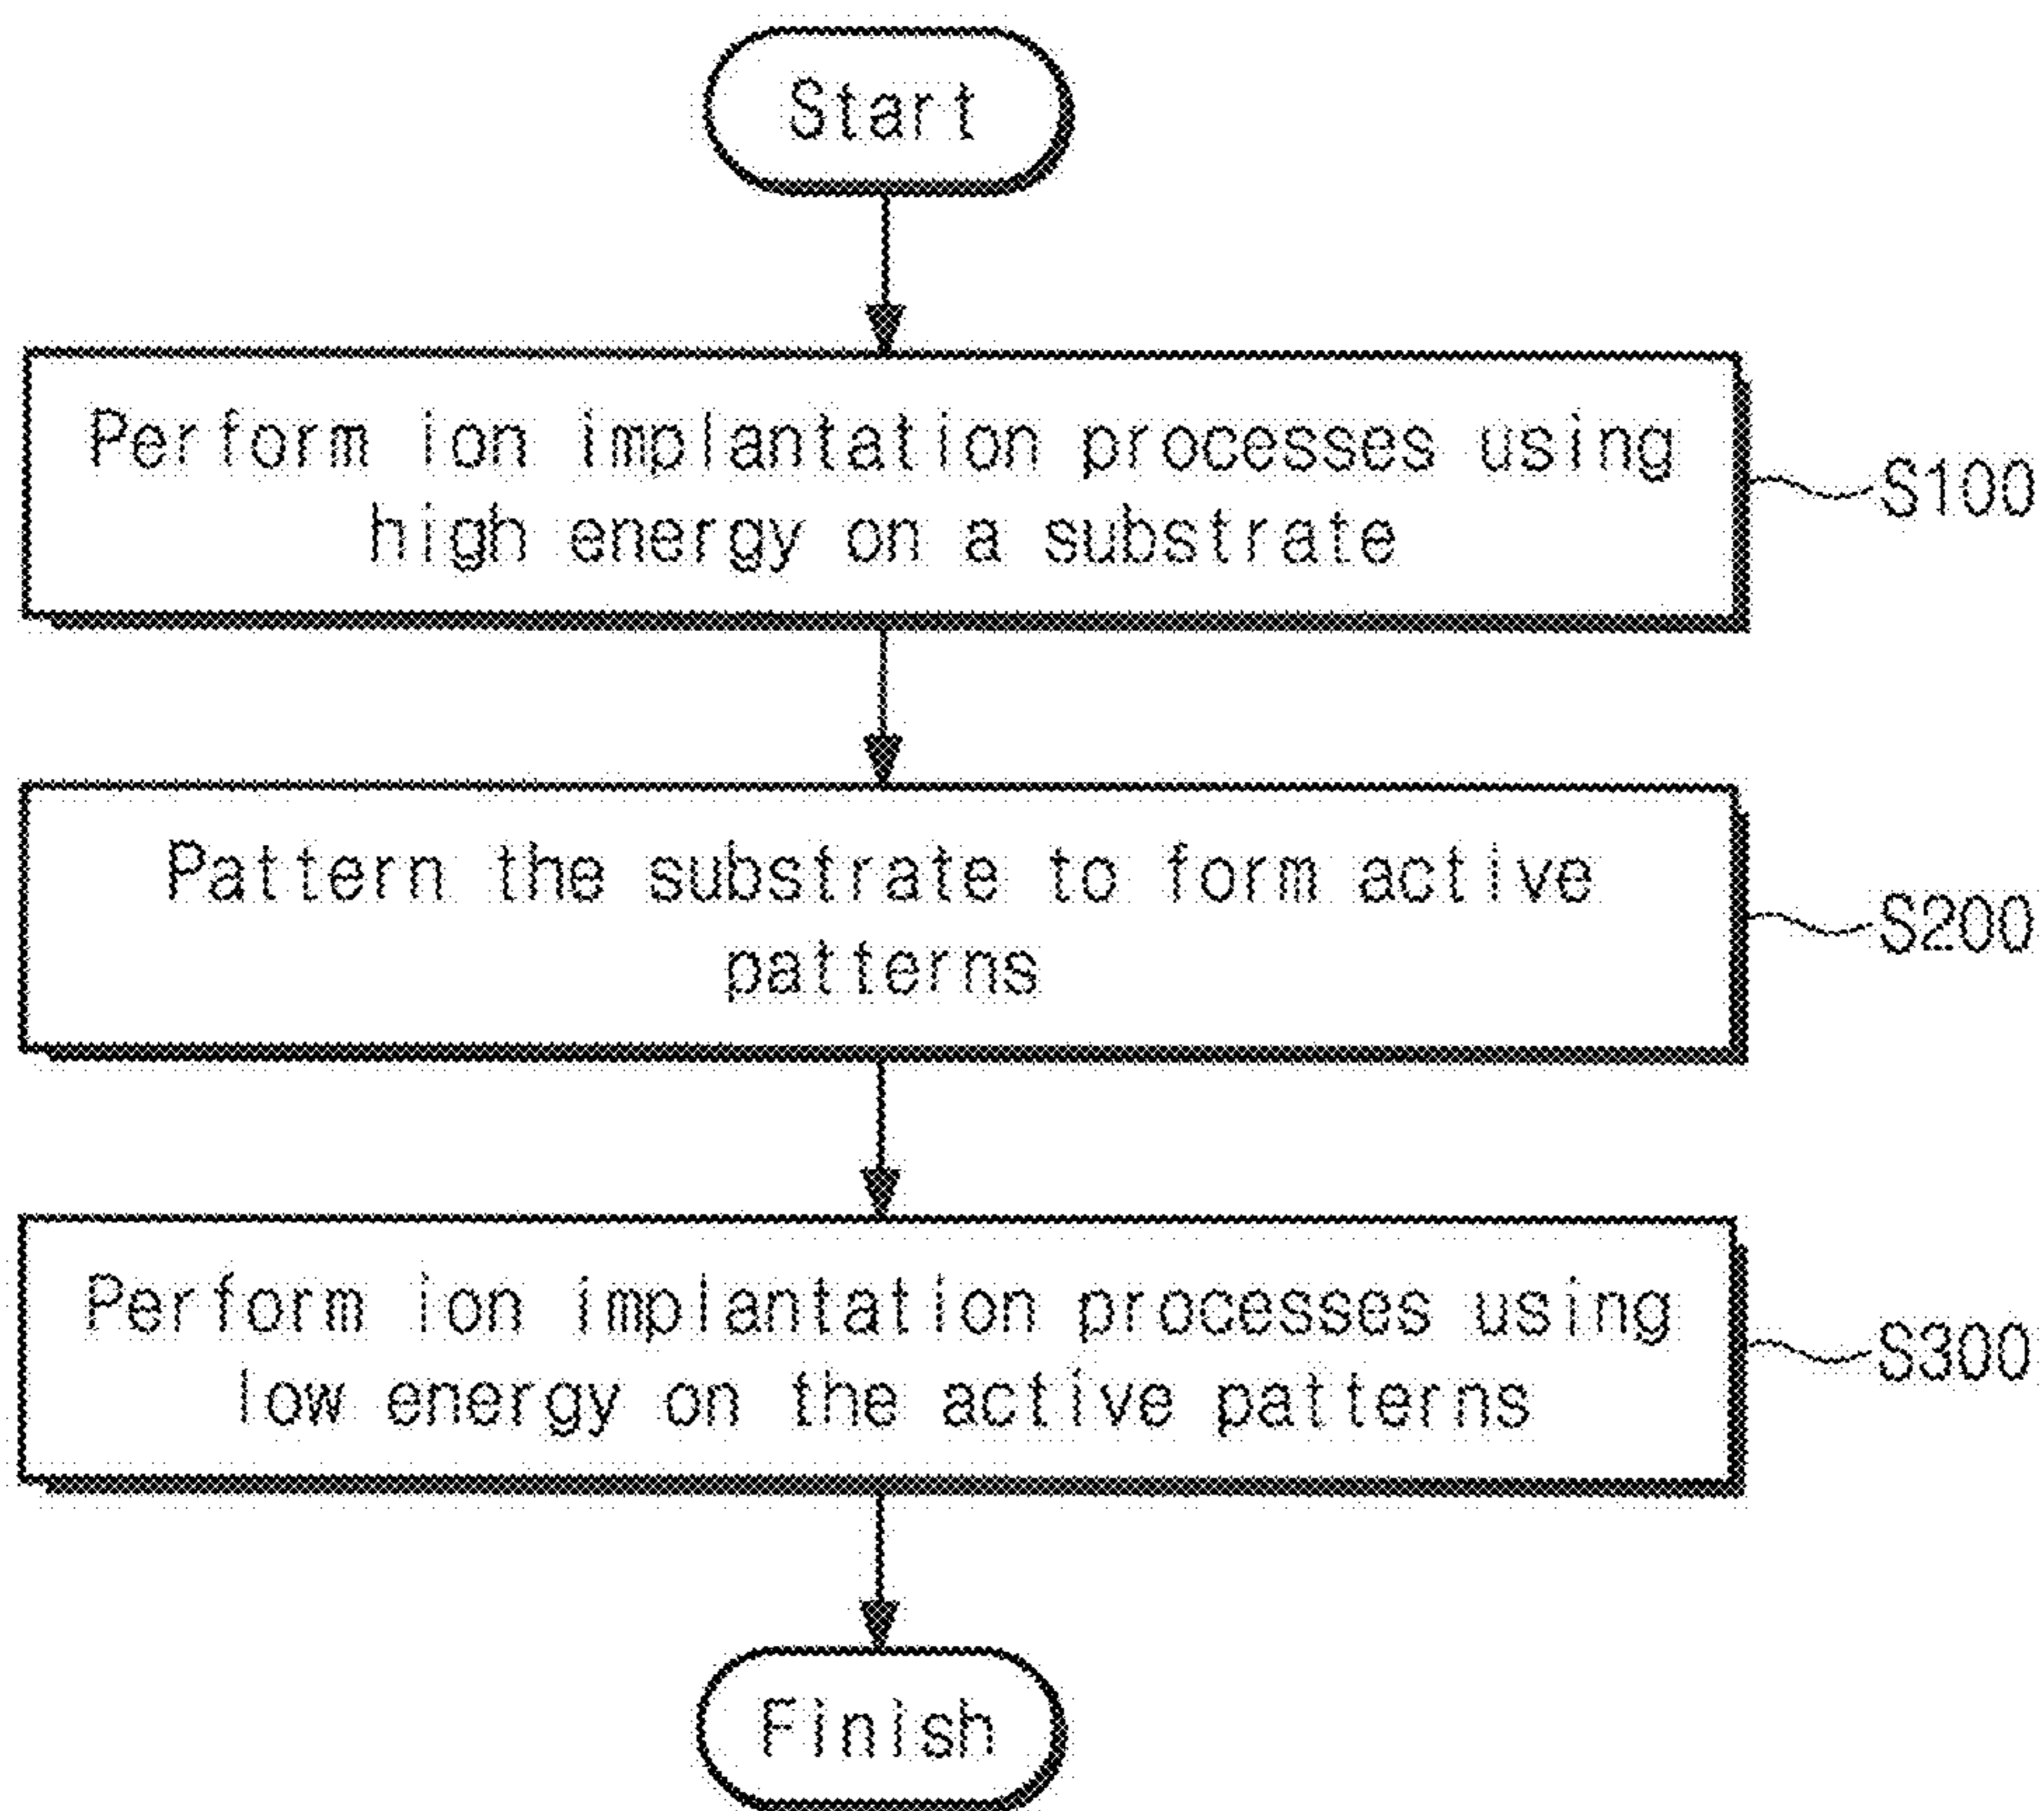 Start
Perform ion implantation processes using
high energy on a substrate
S100
Pattern the substrate to form active
patterns
S200
Perform ion implantation processes using
low energy on the active patterns
S300
Finish